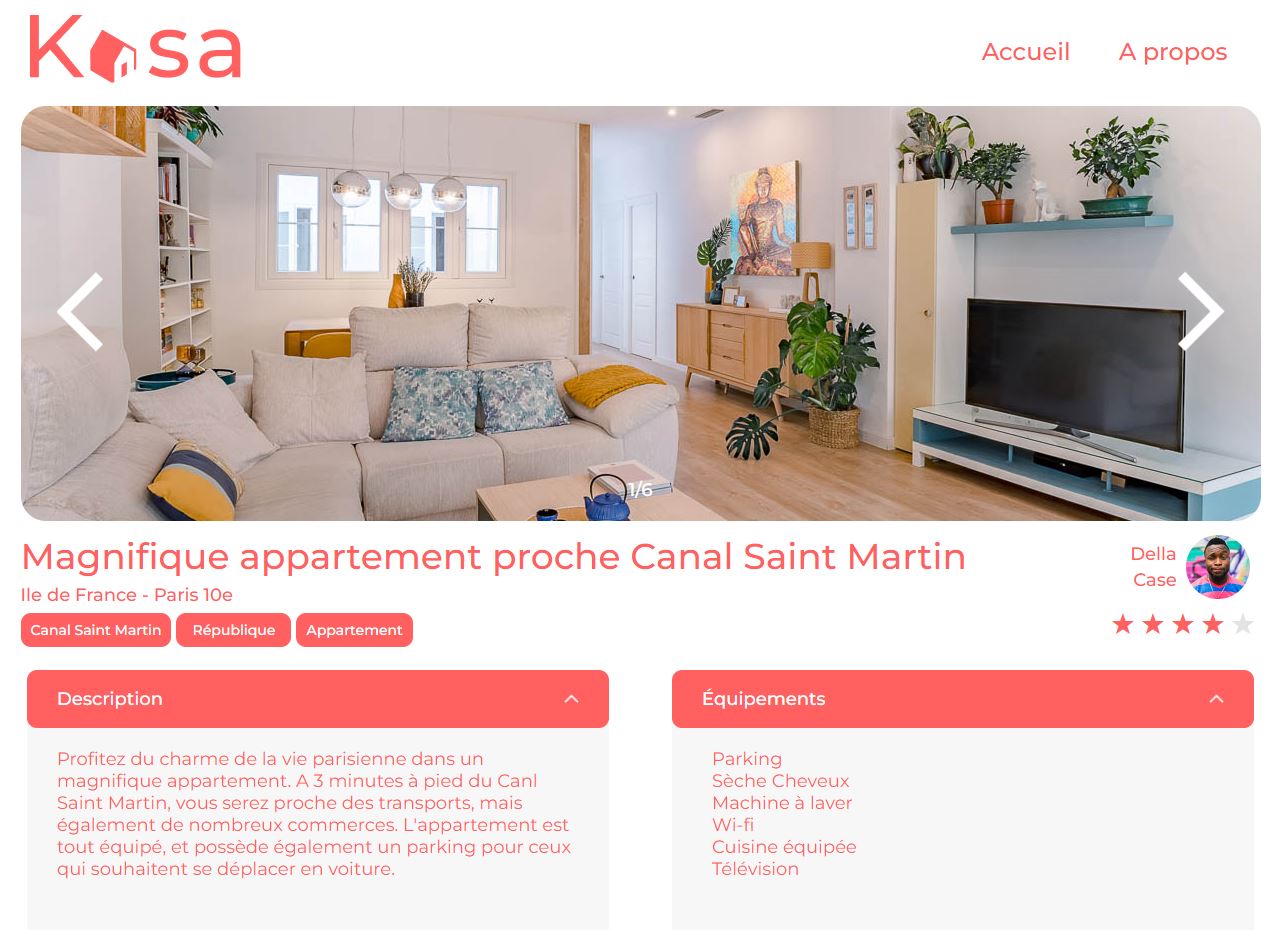 Kasa
Accueil
A propos
1/6
Magnifique appartement proche Canal Saint Martin
Ile de France - Paris 10e
Canal Saint Martin
République
Appartement
Della
Case
Description
Profitez du charme de la vie parisienne dans un
magnifique appartement. A 3 minutes à pied du Canl
Saint Martin, vous serez proche des transports, mais
également de nombreux commerces. L'appartement est
tout équipé, et possède également un parking pour ceux
qui souhaitent se déplacer en voiture.
Équipements
Parking
Sèche Cheveux
Machine à laver
Wi-fi
Cuisine équipée
Télévision